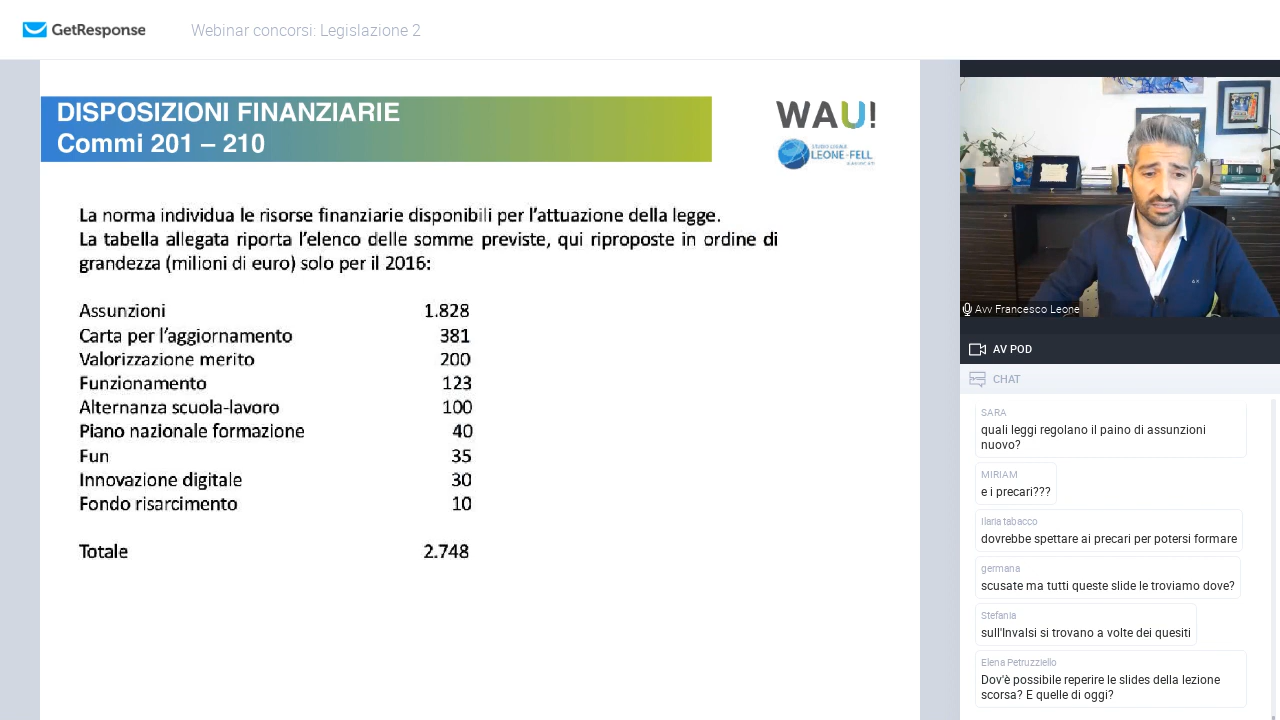 GetResponse
Webinar concorsi: Legislazione 2
DISPOSIZIONI FINANZIARIE
Commi 201 – 210
WAU!
STUDIO LEGALE
LEONE-FELL
La norma individua le risorse finanziarie disponibili per l'attuazione della legge.
La tabella allegata riporta l'elenco delle somme previste, qui riproposte in ordine di
grandezza (milioni di euro) solo per il 2016:
Assunzioni 1.828
Carta per l'aggiornamento 381
Valorizzazione merito 200
Funzionamento 123
Alternanza scuola-lavoro 100
Piano nazionale formazione 40
Fun 35
Innovazione digitale 30
Fondo risarcimento 10
Totale 2.748
Avv Francesco Leone
AV POD
CHAT
SARA
quali leggi regolano il paino di assunzioni
nuovo?
MIRIAM
e i precari???
Ilaria tabacco
dovrebbe spettare ai precari per potersi formare
germana
scusate ma tutti queste slide le troviamo dove?
Stefania
sull'Invalsi si trovano a volte dei quesiti
Elena Petruzziello
Dov'è possibile reperire le slides della lezione
scorsa? E quelle di oggi?